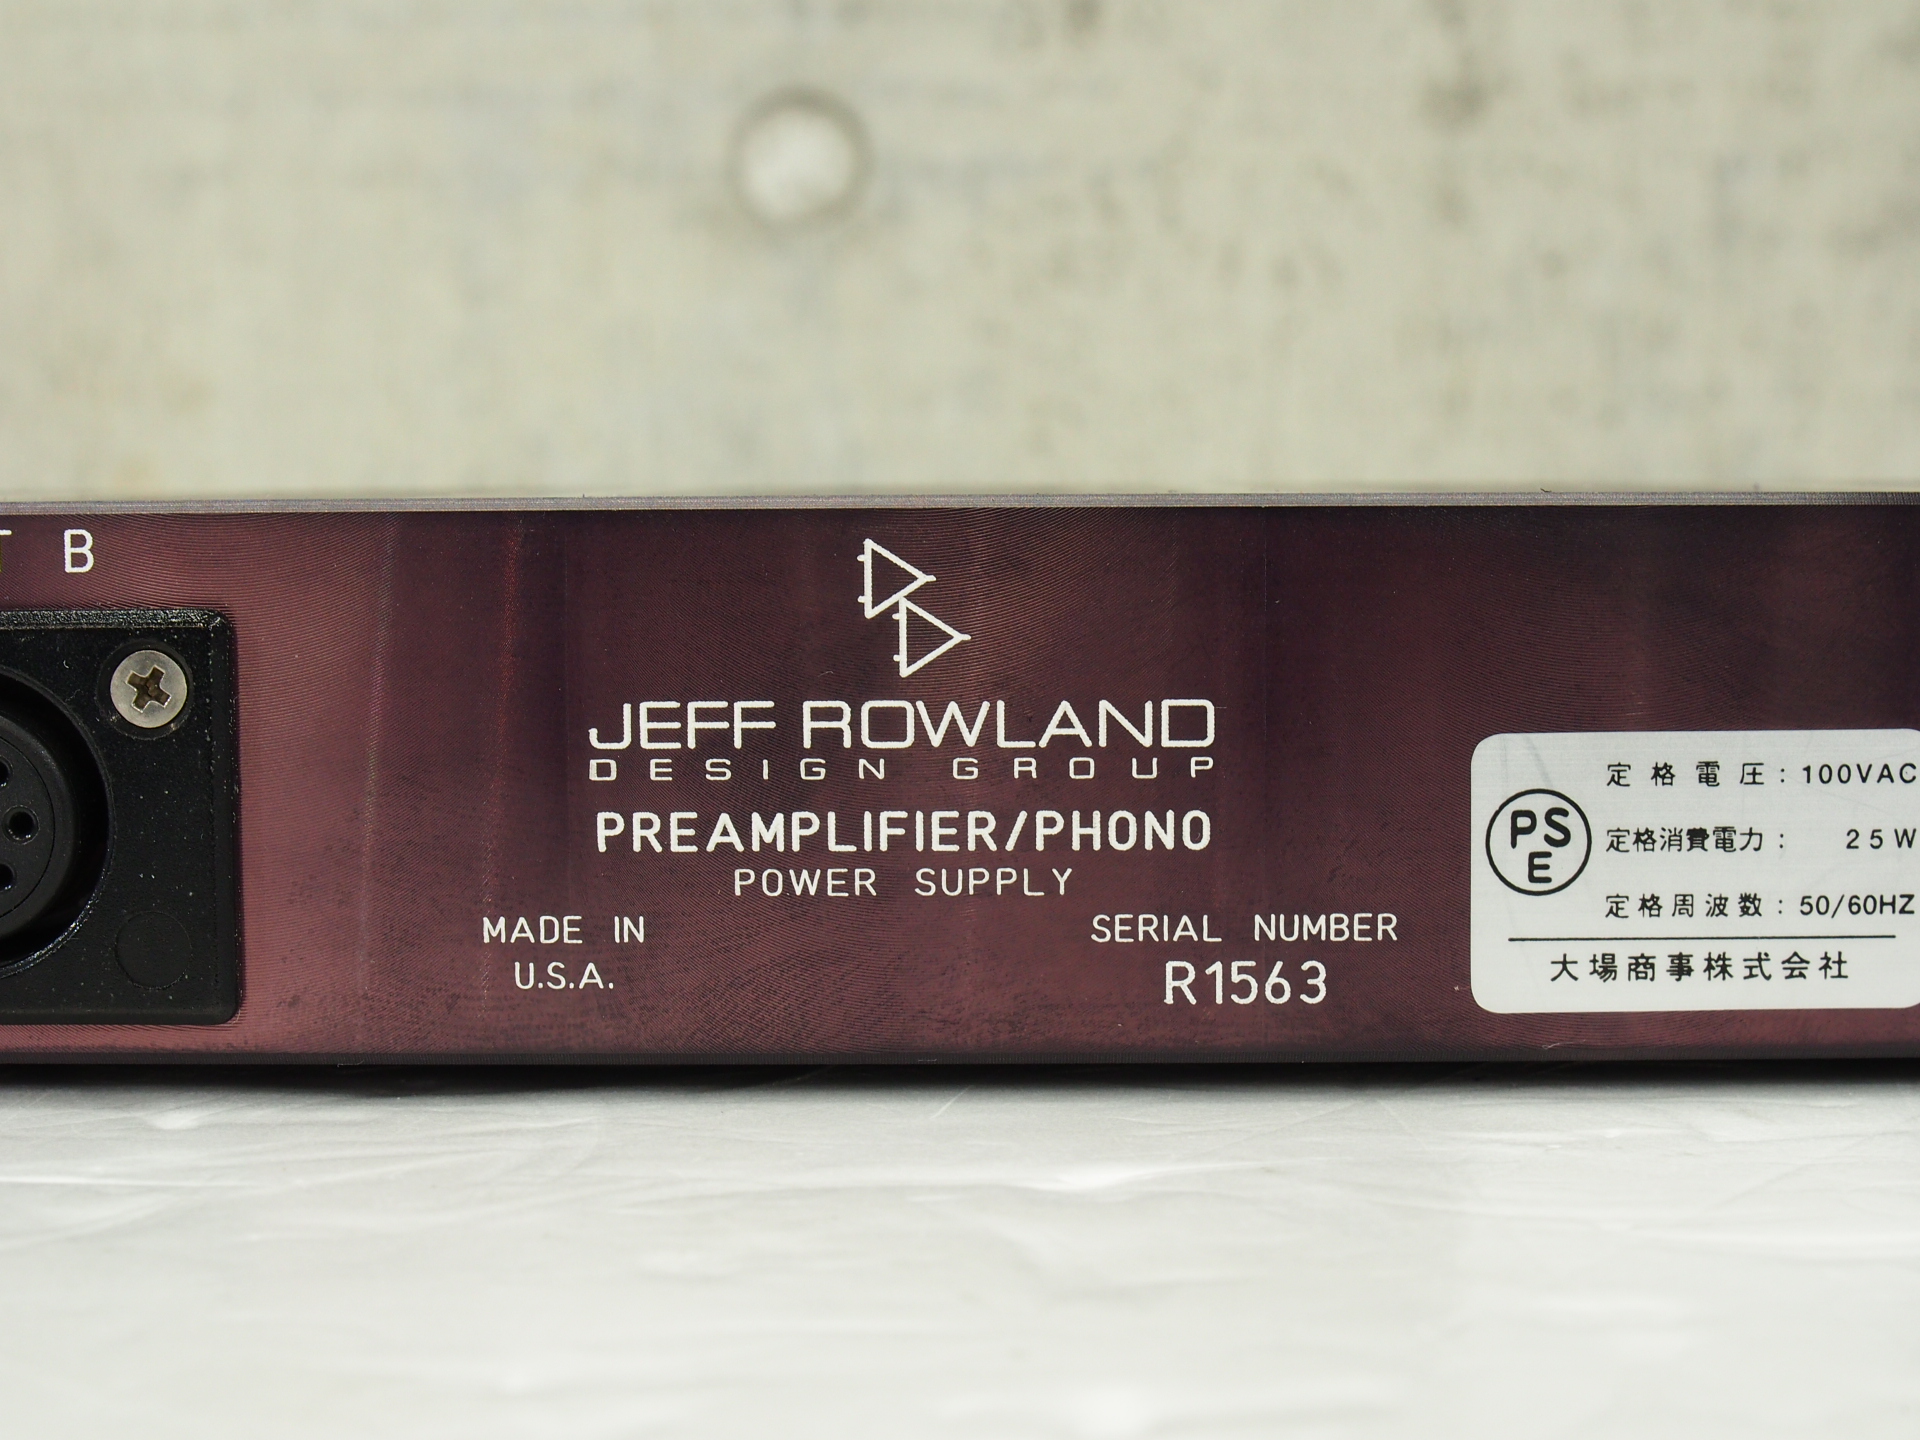 B
JEFF ROWLAND
DESIGN GROUP
PREAMPLIFIER/PHONO
POWER SUPPLY
MADE IN
U.S.A.
SERIAL NUMBER
R1563
PSE
定格電圧：100VAC
定格消費電力： 25W
定格周波数：50/60HZ
大場商事株式会社